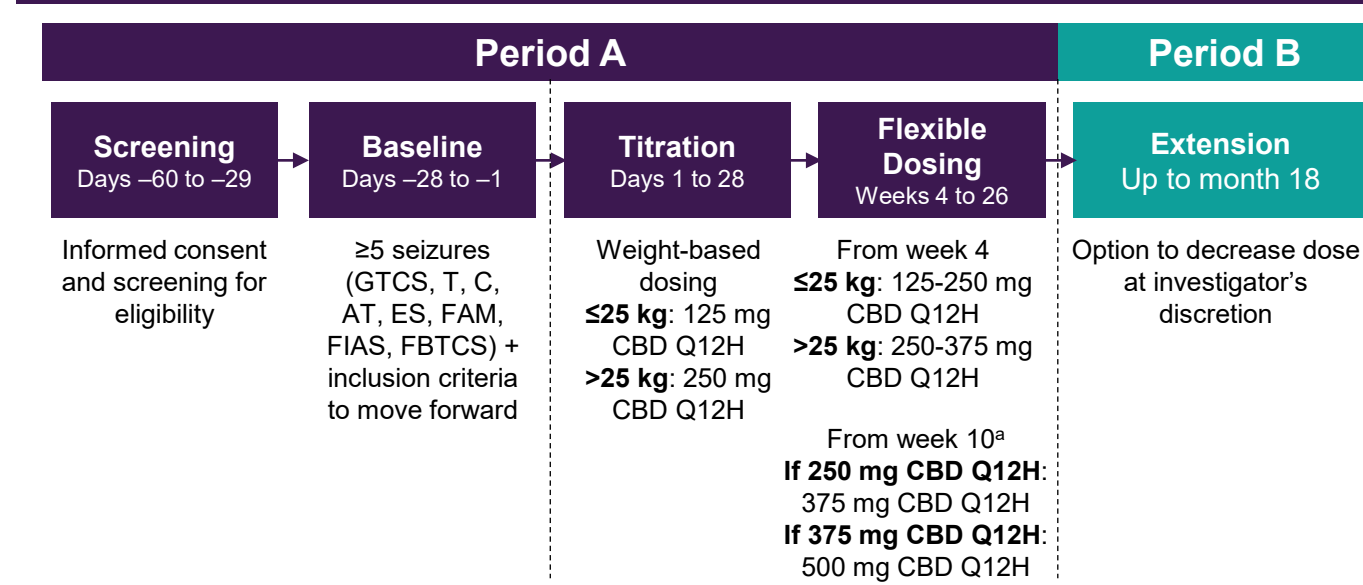 Period A
Period B
Screening
Days –60 to –29
Baseline
Days –28 to –1
Titration
Days 1 to 28
Flexible
Dosing
Weeks 4 to 26
Extension
Up to month 18
Informed consent
and screening for
eligibility
≥5 seizures
(GTCS, T, C,
AT, ES, FAM,
FIAS, FBTCS) +
inclusion criteria
to move forward
Weight-based
dosing
≤25 kg: 125 mg
CBD Q12H
>25 kg: 250 mg
CBD Q12H
From week 4
≤25 kg: 125-250 mg
CBD Q12H
>25 kg: 250-375 mg
CBD Q12H
From week 10ᵃ
If 250 mg CBD Q12H:
375 mg CBD Q12H
If 375 mg CBD Q12H:
500 mg CBD Q12H
Option to decrease dose
at investigator’s
discretion